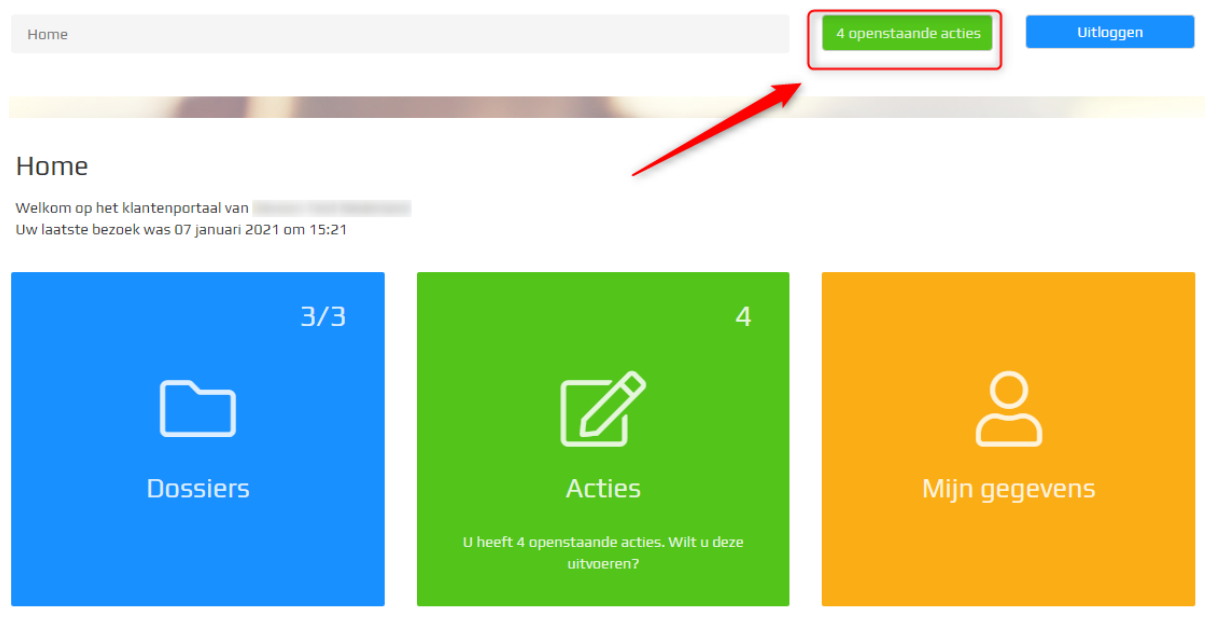 Home
4 openstaande acties
Uitloggen
Home
Welkom op het klantenportaal van
Uw laatste bezoek was 07 januari 2021 om 15:21
3/3
Dossiers
4
Acties
U heeft 4 openstaande acties. Wilt u deze
uitvoeren?
Mijn gegevens